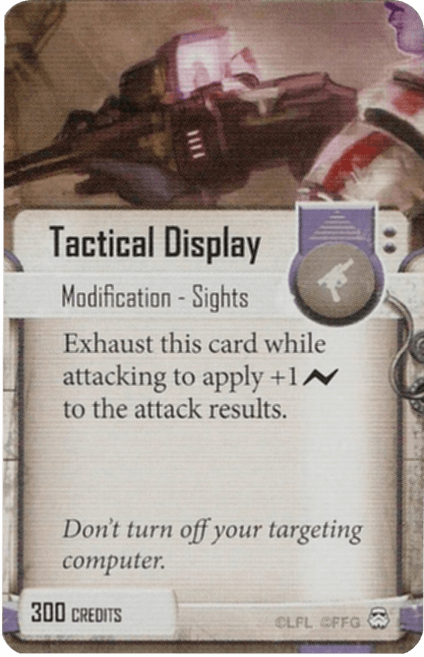 Tactical Display
Modification - Sights
Exhaust this card while
attacking to apply +1
to the attack results.
Don't turn off your targeting
computer.
300 CREDITS
©LFL ©FFG